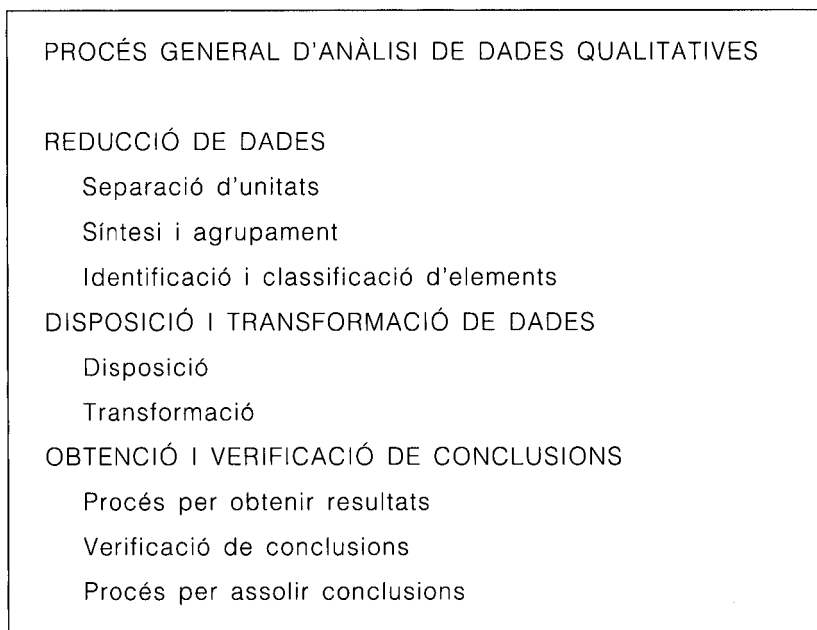 PROCÉS GENERAL D'ANÀLISI DE DADES QUALITATIVES
REDUCCIÓ DE DADES
Separació d'unitats
Síntesi i agrupament
Identificació i classificació d'elements
DISPOSICIÓ I TRANSFORMACIÓ DE DADES
Disposició
Transformació
OBTENCIÓ I VERIFICACIÓ DE CONCLUSIONS
Procés per obtenir resultats
Verificació de conclusions
Procés per assolir conclusions